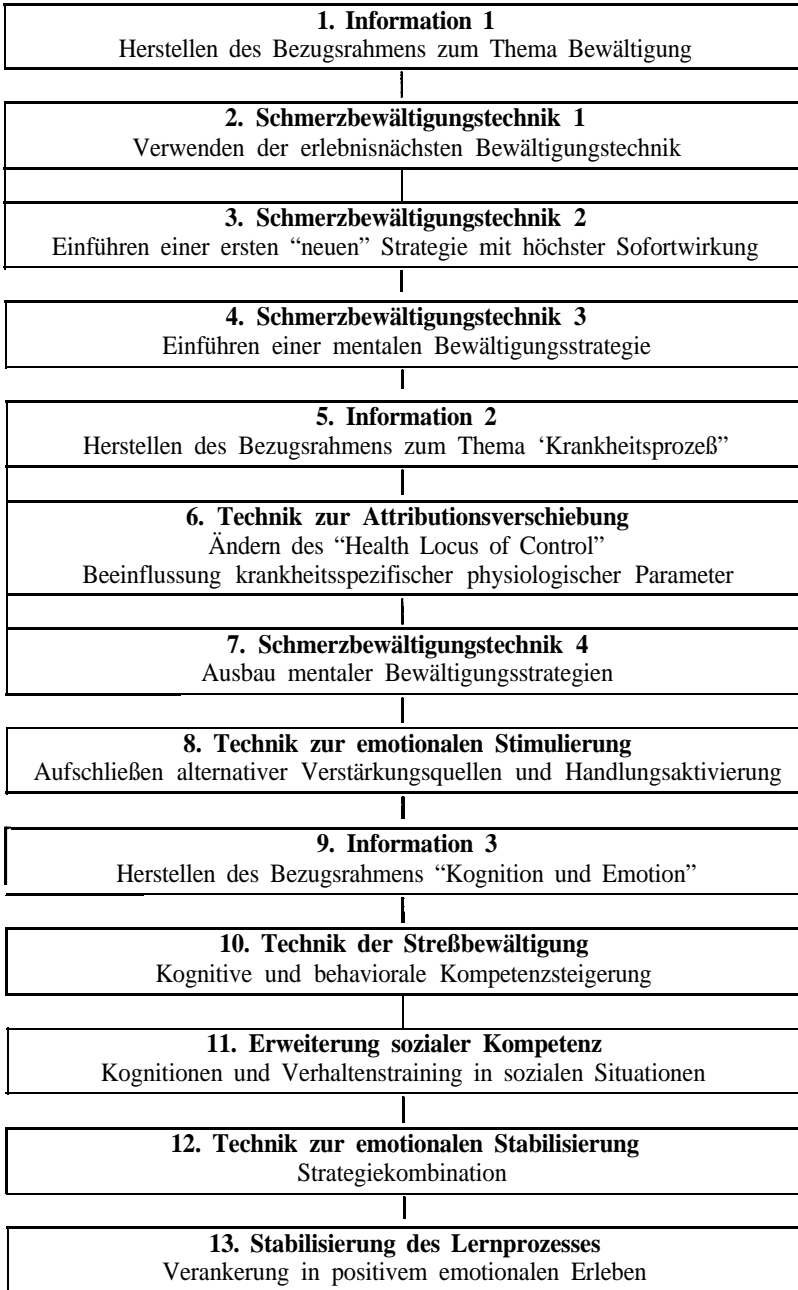 1. Information 1
Herstellen des Bezugsrahmens zum Thema Bewältigung
2. Schmerzbewältigungstechnik 1
Verwenden der erlebnisnächsten Bewältigungstechnik
3. Schmerzbewältigungstechnik 2
Einführen einer ersten “neuen” Strategie mit höchster Sofortwirkung
4. Schmerzbewältigungstechnik 3
Einführen einer mentalen Bewältigungsstrategie
5. Information 2
Herstellen des Bezugsrahmens zum Thema ‘Krankheitsprozeß”
6. Technik zur Attributionsverschiebung
Ändern des “Health Locus of Control”
Beeinflussung krankheitsspezifischer physiologischer Parameter
7. Schmerzbewältigungstechnik 4
Ausbau mentaler Bewältigungsstrategien
8. Technik zur emotionalen Stimulierung
Aufschließen alternativer Verstärkungsquellen und Handlungsaktivierung
9. Information 3
Herstellen des Bezugsrahmens “Kognition und Emotion”
10. Technik der Streßbewältigung
Kognitive und behaviorale Kompetenzsteigerung
11. Erweiterung sozialer Kompetenz
Kognitionen und Verhaltenstraining in sozialen Situationen
12. Technik zur emotionalen Stabilisierung
Strategiekombination
13. Stabilisierung des Lernprozesses
Verankerung in positivem emotionalen Erleben